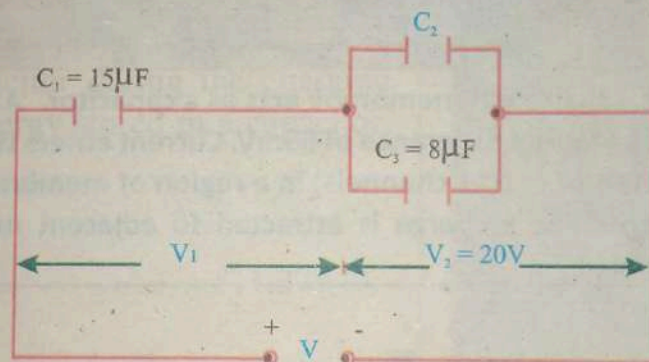 C₂
C₁ = 15μF
C₃ = 8μF
V₁
V₂ = 20V
+ V -